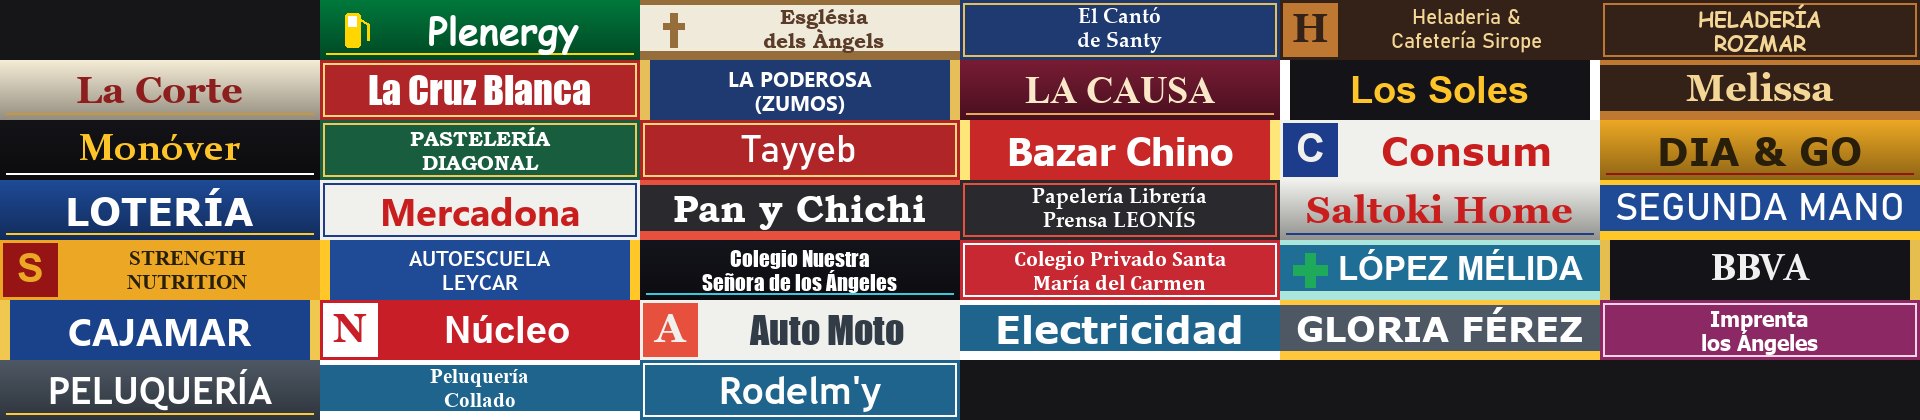 Plenergy
Església
dels Àngels
El Cantó
de Santy
H
Heladeria &
Cafetería Sirope
HELADERÍA
ROZMAR
La Corte
La Cruz Blanca
LA PODEROSA
(ZUMOS)
LA CAUSA
Los Soles
Melissa
Monóver
PASTELERÍA
DIAGONAL
Tayyeb
Bazar Chino
C
Consum
DIA & GO
LOTERÍA
Mercadona
Pan y Chichi
Papelería Librería
Prensa LEONÍS
Saltoki Home
SEGUNDA MANO
S
STRENGTH
NUTRITION
AUTOESCUELA
LEYCAR
Colegio Nuestra
Señora de los Ángeles
Colegio Privado Santa
María del Carmen
LÓPEZ MÉLIDA
BBVA
CAJAMAR
N
Núcleo
A
Auto Moto
Electricidad
GLORIA FÉREZ
Imprenta
los Ángeles
PELUQUERÍA
Peluquería
Collado
Rodelm'y